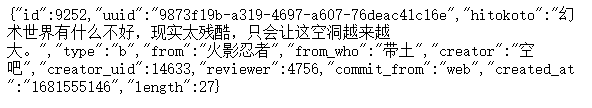 {"id":9252,"uuid":"9873f19b-a319-4697-a607-76deac41c16e","hitokoto":"幻
术世界有什么不好，现实太残酷，只会让这空洞越来越
大。","type":"b","from":"火影忍者","from_who":"带土","creator":"空
吧","creator_uid":14633,"reviewer":4756,"commit_from":"web","created_at
":"1681555146","length":27}